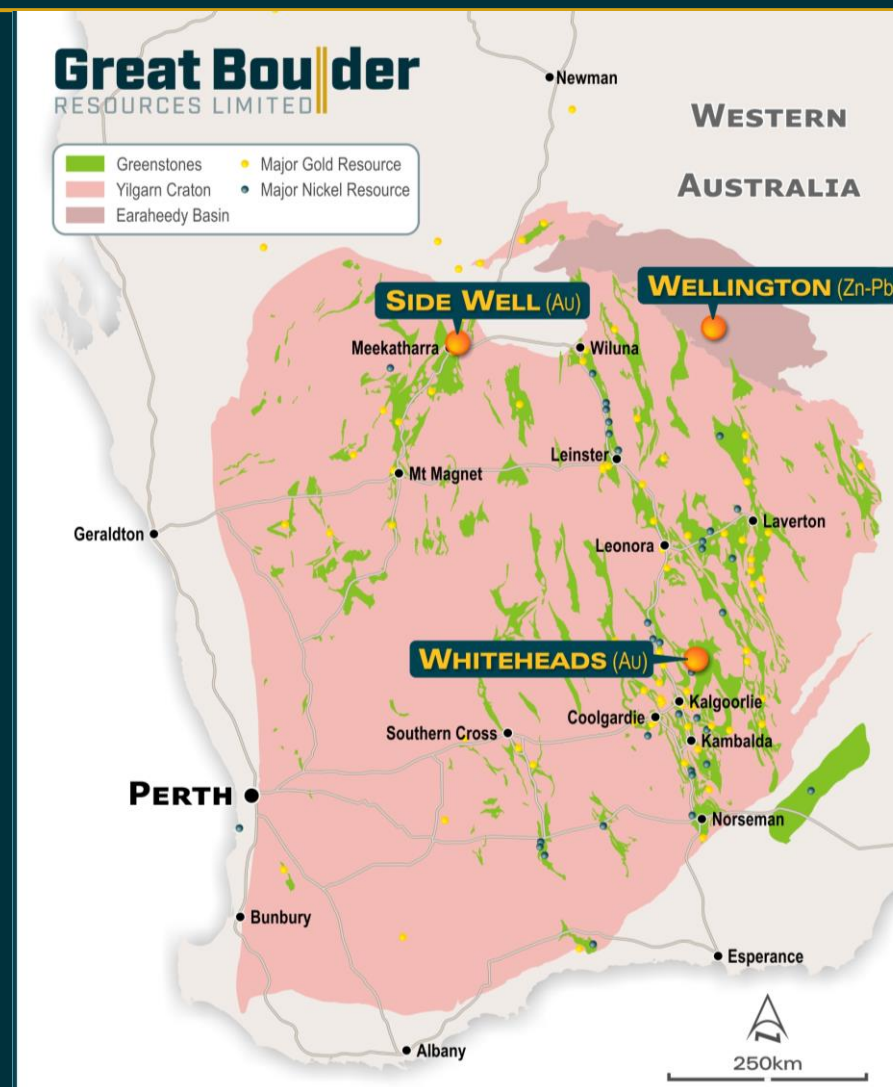 Great Boulder
RESOURCES LIMITED
Newman
WESTERN
AUSTRALIA
Greenstones
Major Gold Resource
Yilgarn Craton
Major Nickel Resource
Earaheedy Basin
SIDE WELL (Au)
WELLINGTON (Zn-Pb
Meekatharra
Wiluna
Leinster
Mt Magnet
Geraldton
Laverton
Leonora
WHITEHEADS (Au)
Kalgoorlie
Coolgardie
Southern Cross
Kambalda
PERTH
Norseman
Bunbury
Esperance
Albany
N
250km